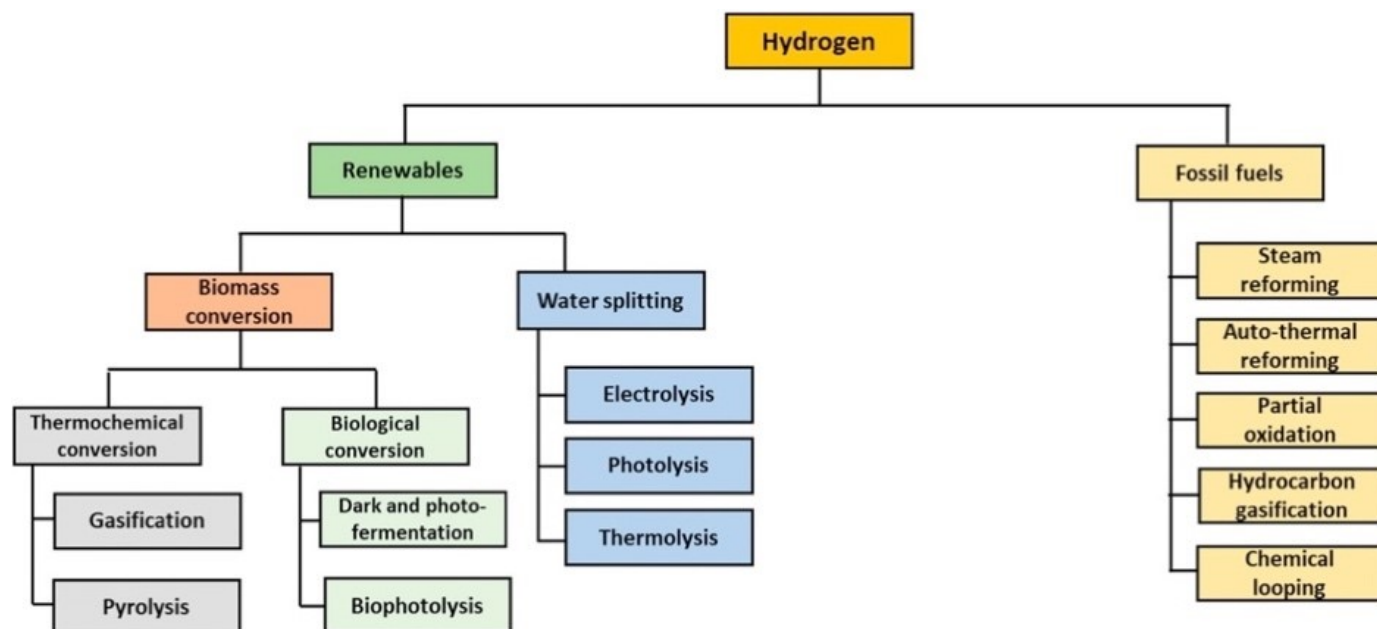 Hydrogen
Renewables
Fossil fuels
Biomass
conversion
Water splitting
Steam
reforming
Auto-thermal
reforming
Partial
oxidation
Hydrocarbon
gasification
Chemical
looping
Thermochemical
conversion
Biological
conversion
Electrolysis
Photolysis
Thermolysis
Gasification
Pyrolysis
Dark and photo-
fermentation
Biophotolysis